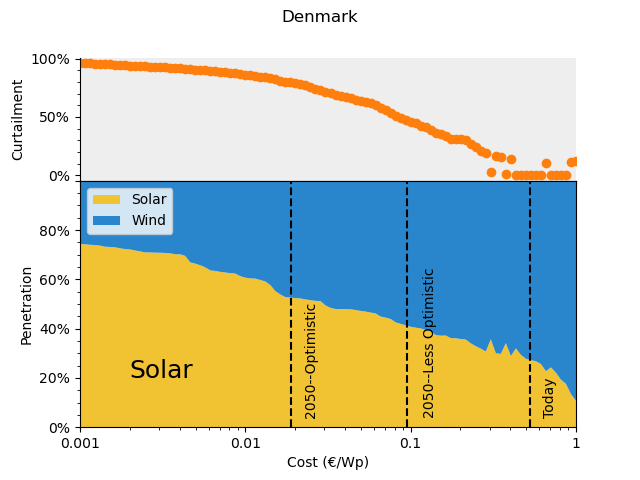 Denmark
100%
50%
0%
Curtailment
Solar
Wind
80%
60%
40%
20%
0%
Penetration
Solar
2050--Optimistic
2050--Less Optimistic
Today
0.001
0.01
0.1
1
Cost (€/Wp)